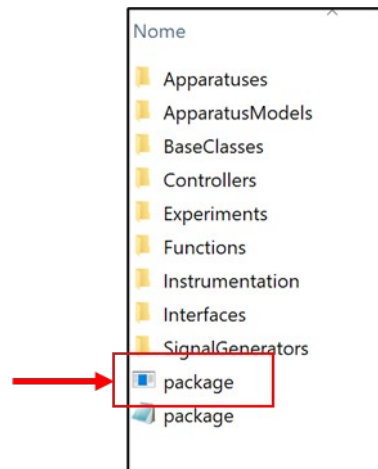 Nome
Apparatuses
ApparatusModels
BaseClasses
Controllers
Experiments
Functions
Instrumentation
Interfaces
SignalGenerators
package
package